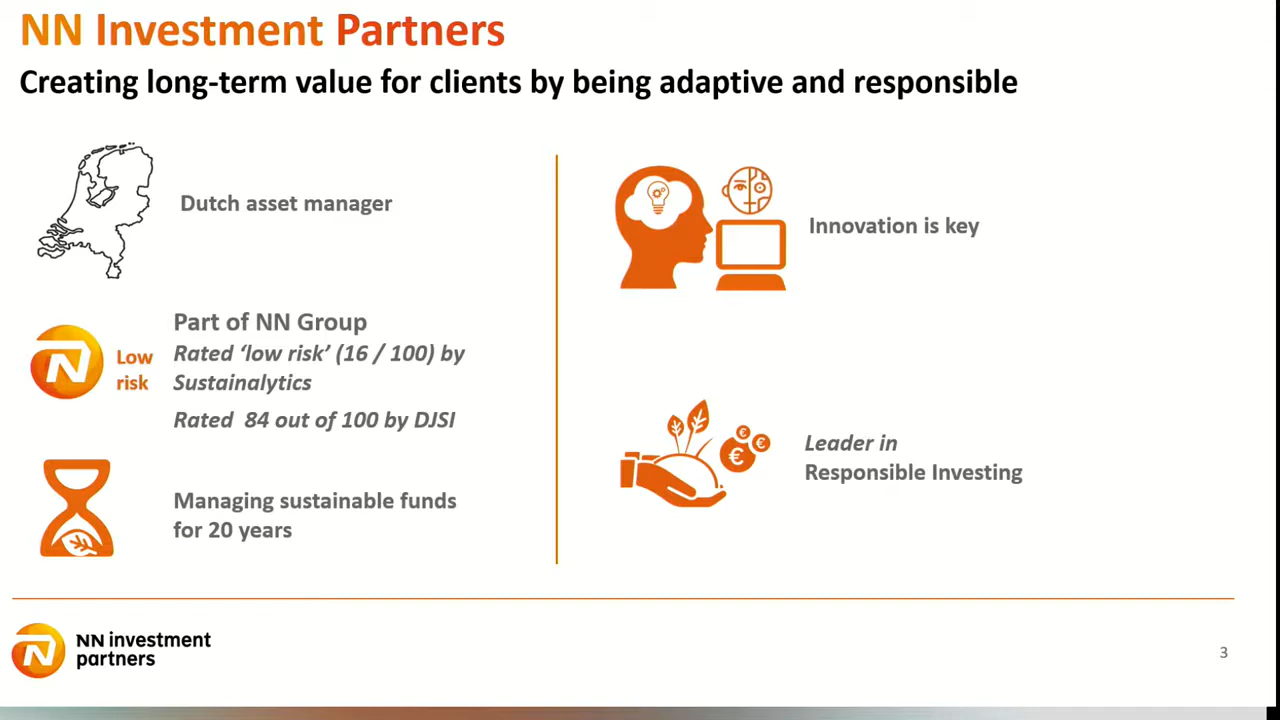 NN Investment Partners
Creating long-term value for clients by being adaptive and responsible
Dutch asset manager
Low
risk
Part of NN Group
Rated ‘low risk’ (16 / 100) by
Sustainalytics
Rated 84 out of 100 by DJSI
Managing sustainable funds
for 20 years
Innovation is key
€
€
€
Leader in
Responsible Investing
NN investment
partners
3